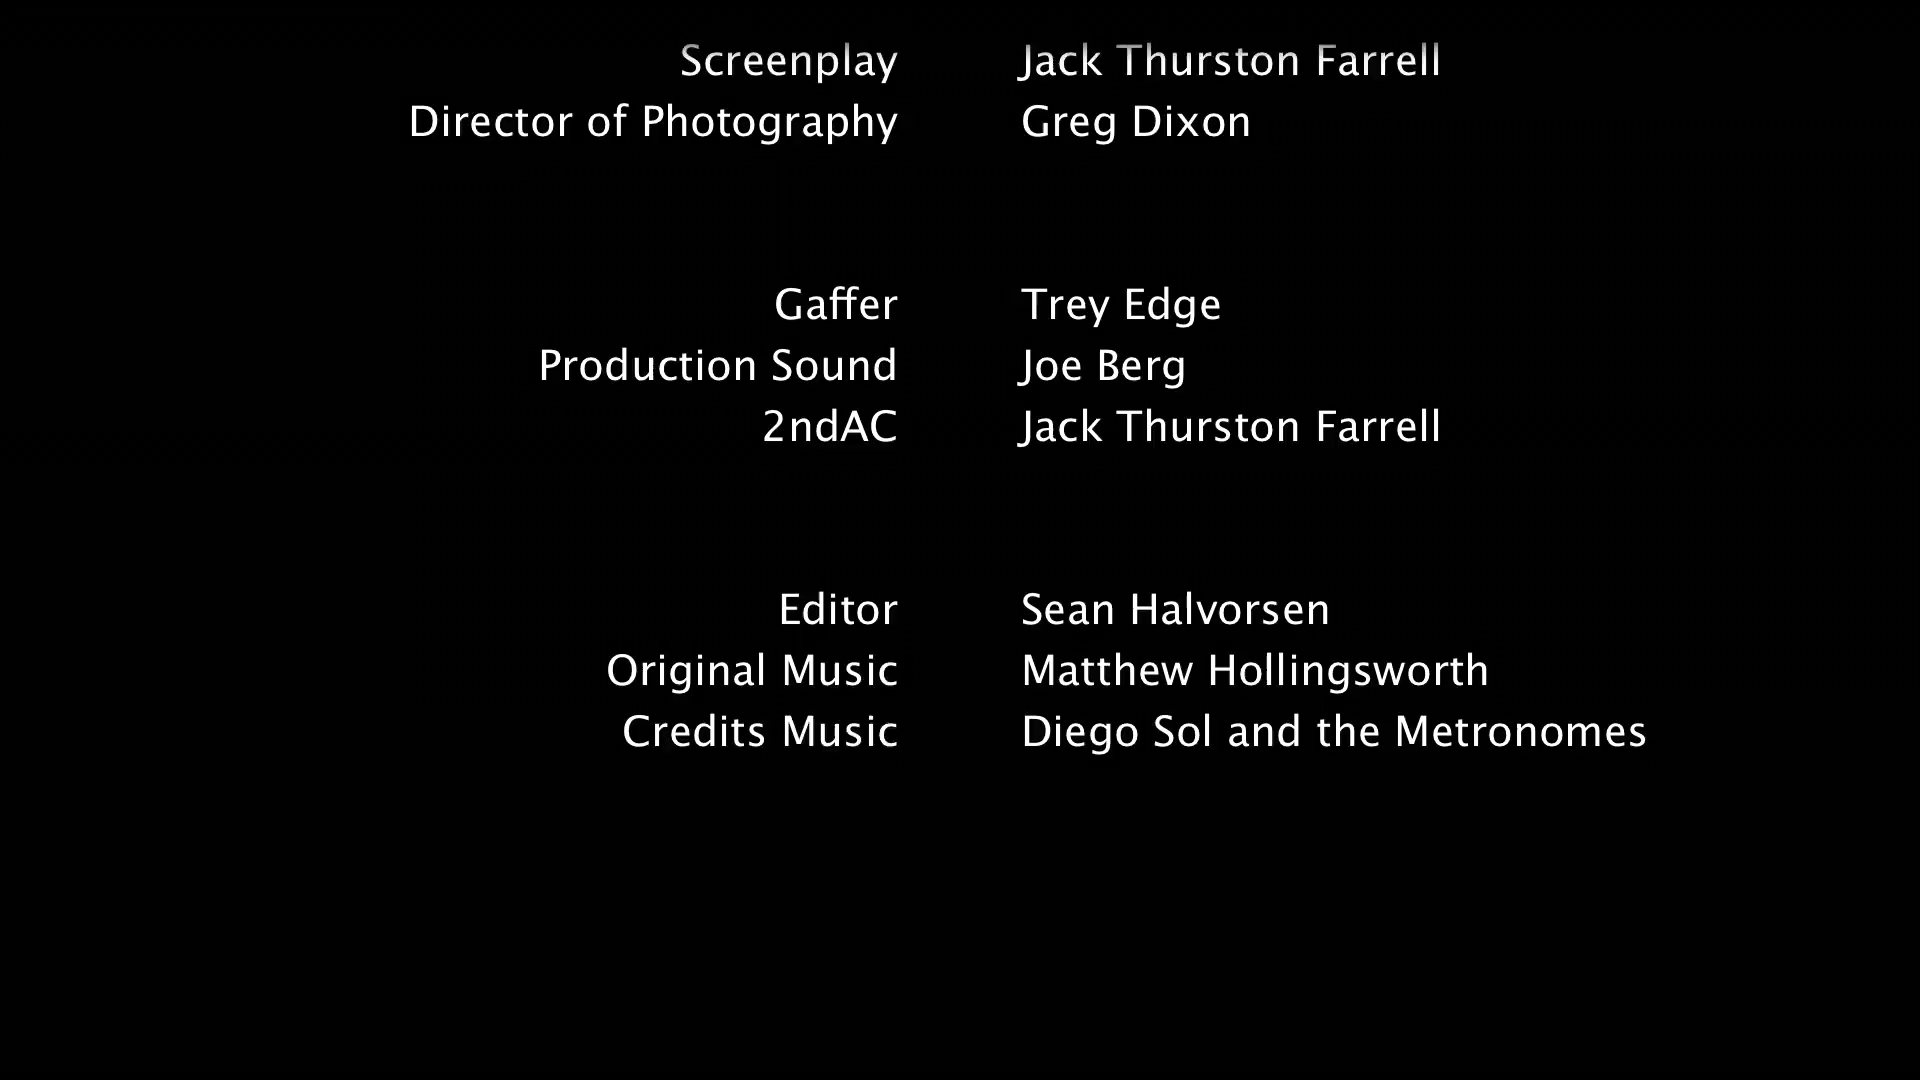 Screenplay Jack Thurston Farrell
Director of Photography Greg Dixon
Gaffer Trey Edge
Production Sound Joe Berg
2ndAC Jack Thurston Farrell
Editor Sean Halvorsen
Original Music Matthew Hollingsworth
Credits Music Diego Sol and the Metronomes